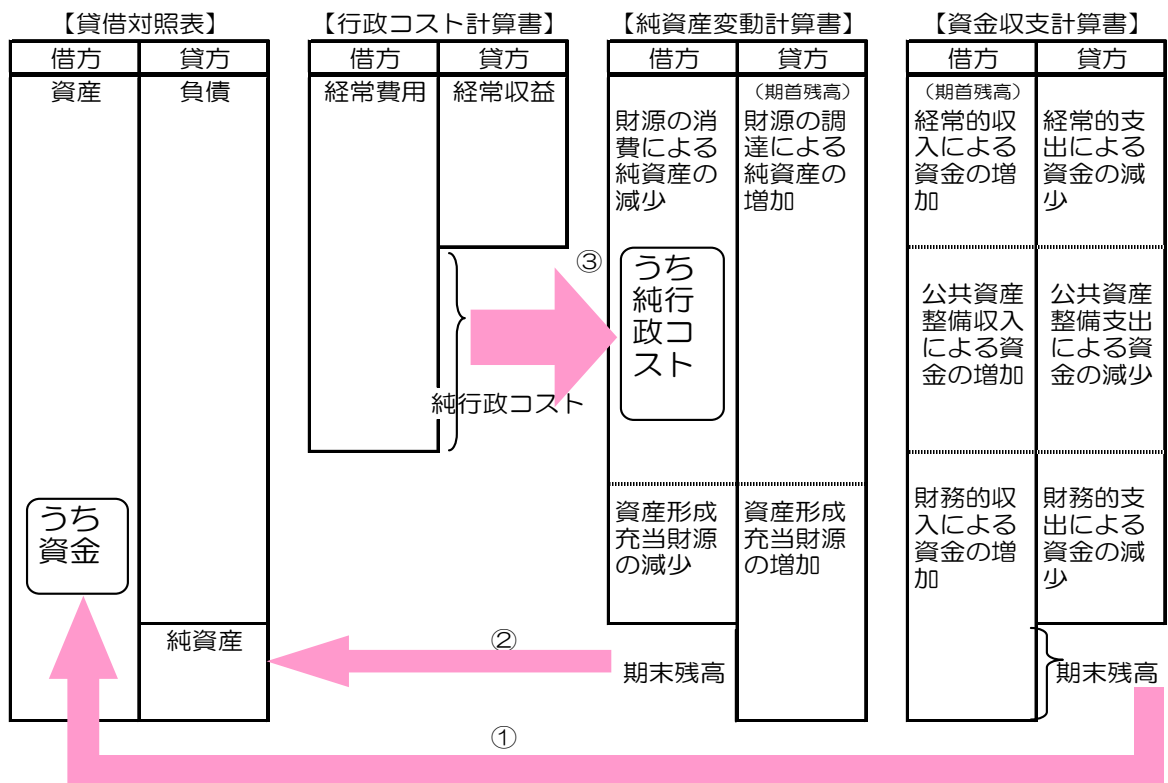 【貸借対照表】
借方
貸方
資産
負債
うち
資金
純資産
【行政コスト計算書】
借方
貸方
経常費用
経常収益
純行政コスト
③
【純資産変動計算書】
借方
貸方
財源の消
費による
純資産の
減少
うち
純行
政コ
スト
資産形成
充当財源
の減少
期末残高
(期首残高)
財源の調
達による
純資産の
増加
資産形成
充当財源
の増加
②
【資金収支計算書】
借方
貸方
(期首残高)
経常的収
入による
資金の増
加
公共資産
整備収入
による資
金の増加
財務的収
入による
資金の増
加
経常的支
出による
資金の減
少
公共資産
整備支出
による資
金の減少
財務的支
出による
資金の減
少
期末残高
①